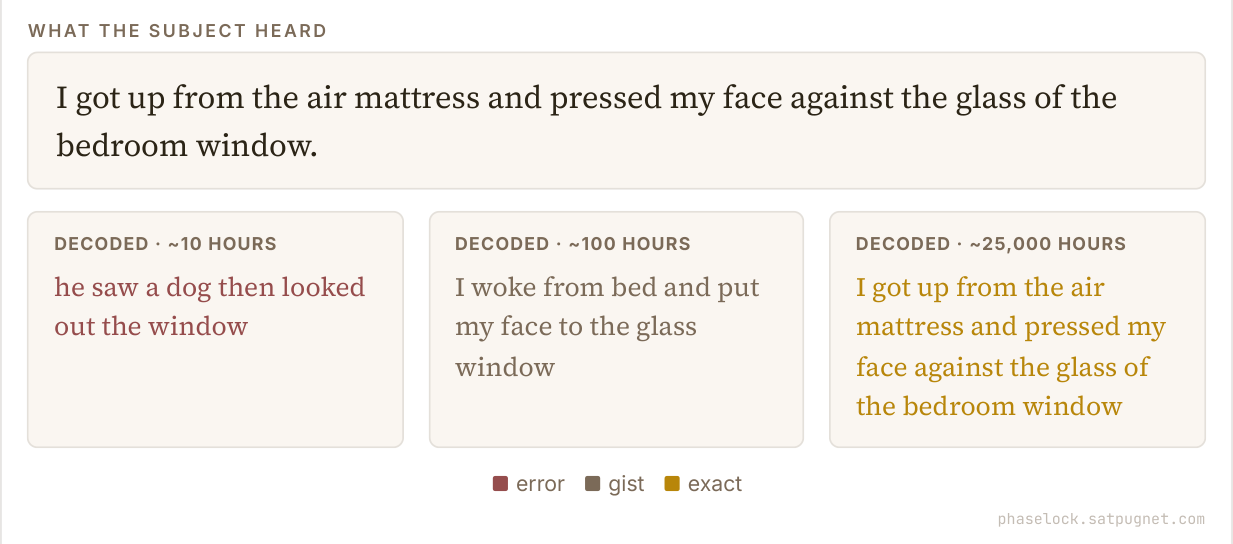 WHAT THE SUBJECT HEARD
I got up from the air mattress and pressed my face against the glass of the
bedroom window.
DECODED · ~10 HOURS
he saw a dog then looked
out the window
DECODED · ~100 HOURS
I woke from bed and put
my face to the glass
window
DECODED · ~25,000 HOURS
I got up from the air
mattress and pressed my
face against the glass of
the bedroom window
error gist exact
phaselock.satpugnet.com